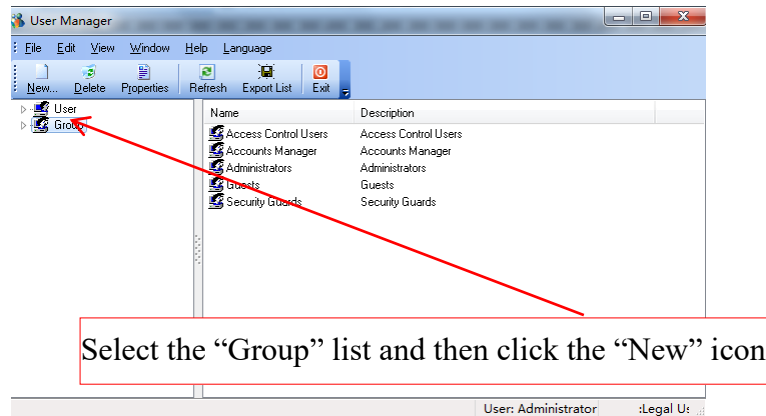 User Manager
File Edit View Window Help Language
New... Delete Properties Refresh Export List Exit
User
Group
Name Description
Access Control Users Access Control Users
Accounts Manager Accounts Manager
Administrators Administrators
Guests Guests
Security Guards Security Guards
Select the “Group” list and then click the “New” icon
User: Administrator :Legal Us